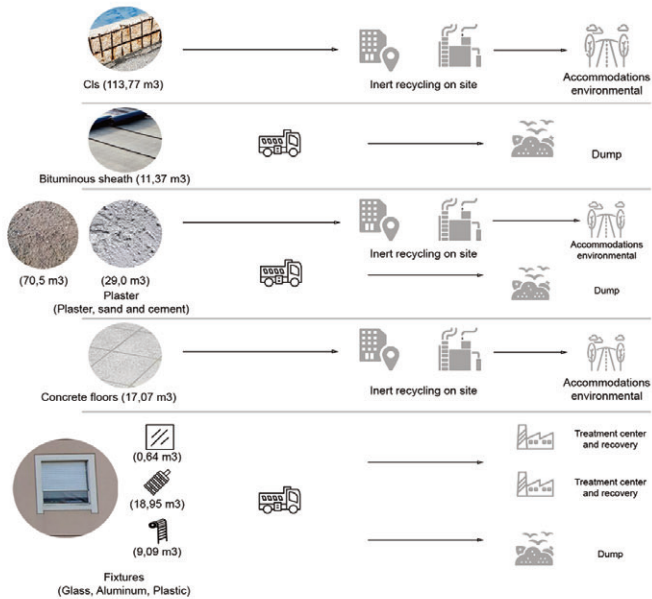 Cls (113,77 m3)
Inert recycling on site
Accommodations
environmental
Bituminous sheath (11,37 m3)
Dump
(70,5 m3)
(29,0 m3)
Plaster
(Plaster, sand and cement)
Inert recycling on site
Accommodations
environmental
Dump
Concrete floors (17,07 m3)
Inert recycling on site
Accommodations
environmental
(0,64 m3)
Treatment center
and recovery
(18,95 m3)
Treatment center
and recovery
(9,09 m3)
Dump
Fixtures
(Glass, Aluminum, Plastic)